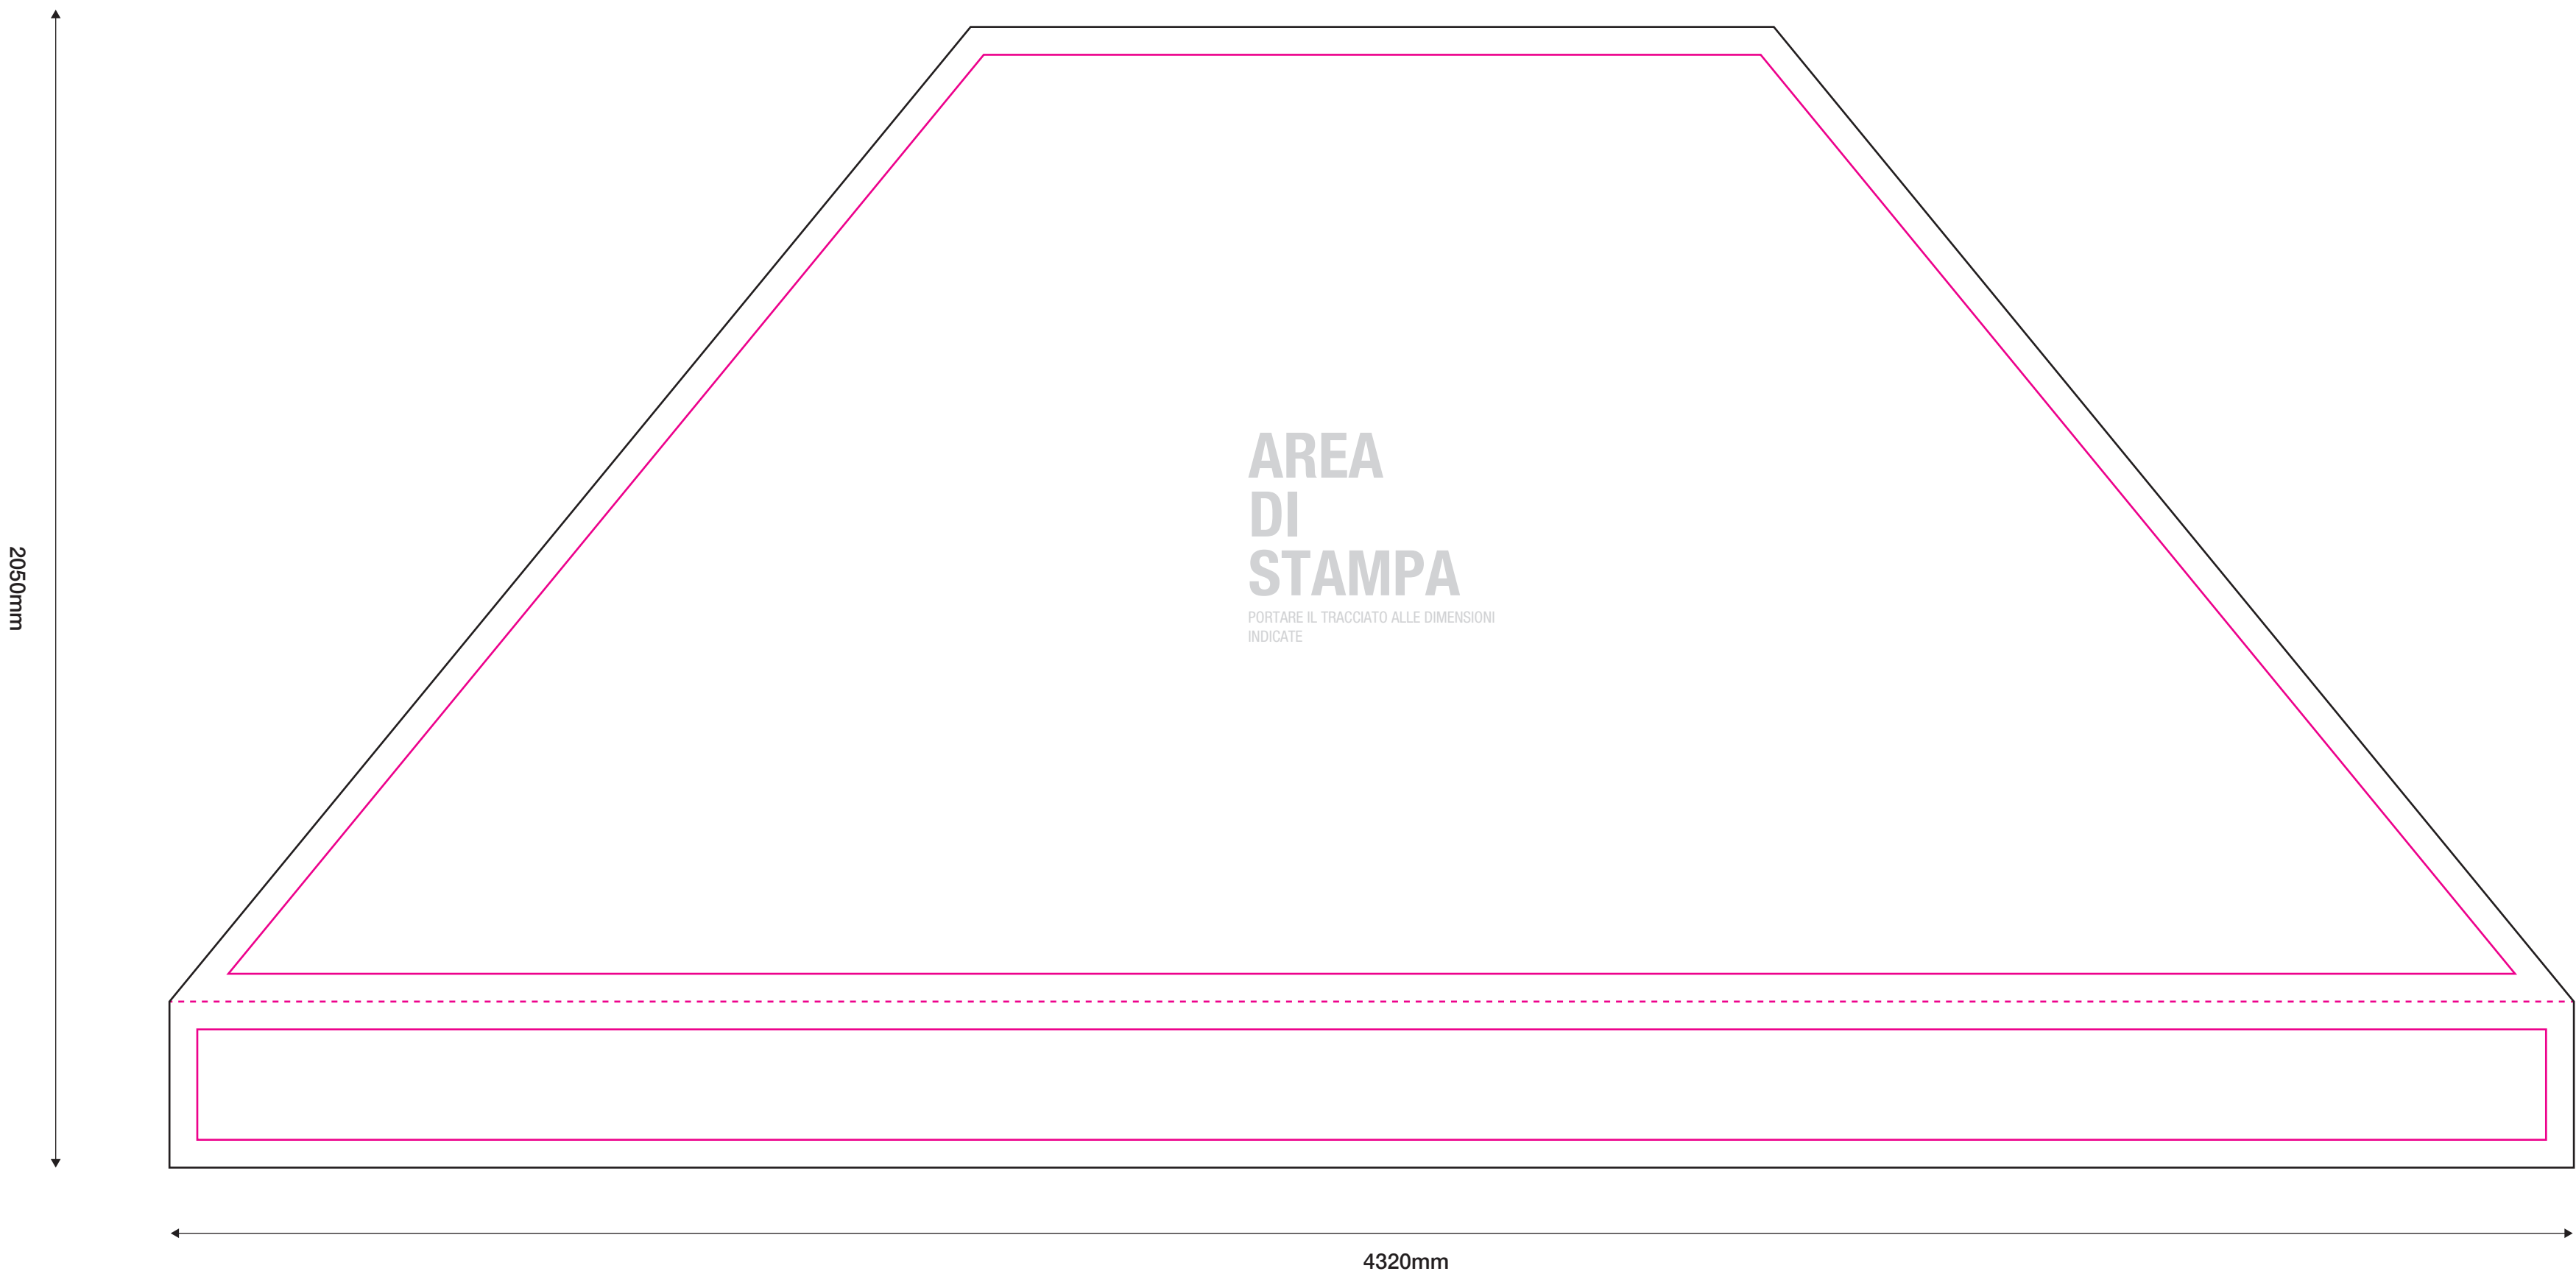 AREA
DI
STAMPA
PORTARE IL TRACCIATO ALLE DIMENSIONI
INDICATE
2050mm
4320mm